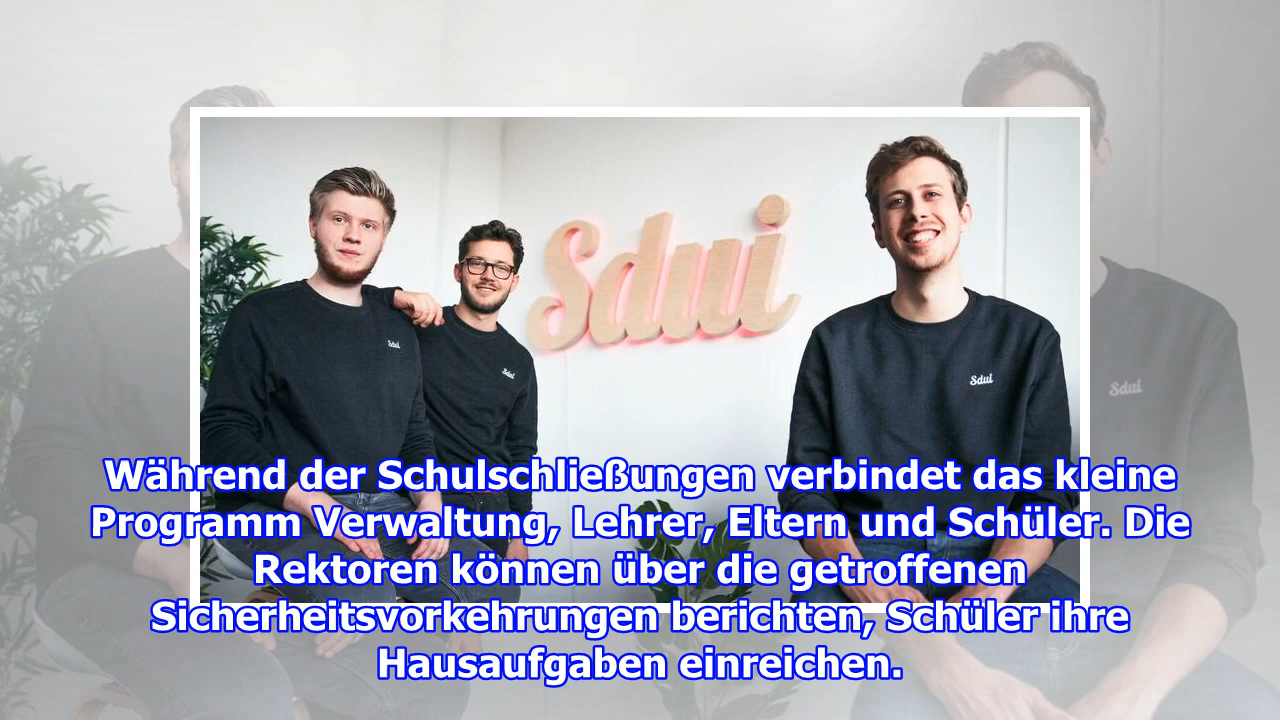 Sdui
Sdui
Sdui
Sdui
Sdui
Während der Schulschließungen verbindet das kleine
Programm Verwaltung, Lehrer, Eltern und Schüler. Die
Rektoren können über die getroffenen
Sicherheitsvorkehrungen berichten, Schüler ihre
Hausaufgaben einreichen.